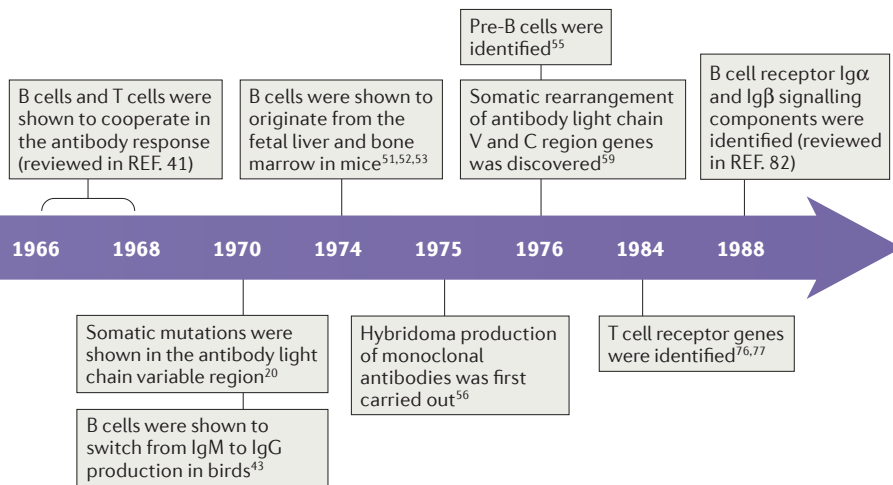 Pre-B cells were
identified55
B cells and T cells were
shown to cooperate in
the antibody response
(reviewed in REF. 41)
B cells were shown to
originate from the
fetal liver and bone
marrow in mice51,52,53
Somatic rearrangement
of antibody light chain
V and C region genes
was discovered59
B cell receptor Igα
and Igβ signalling
components were
identified (reviewed
in REF. 82)
1966 1968 1970 1974 1975 1976 1984 1988
Somatic mutations were
shown in the antibody light
chain variable region20
B cells were shown to
switch from IgM to IgG
production in birds43
Hybridoma production
of monoclonal
antibodies was first
carried out56
T cell receptor genes
were identified76,77